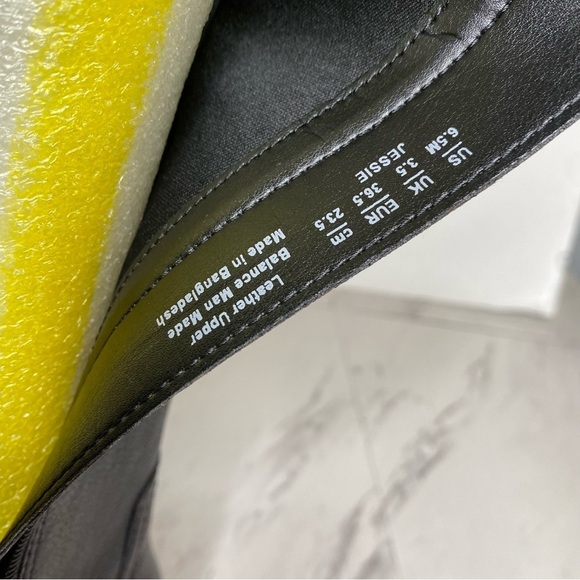 US | UK | EUR | cm
6.5M | 3.5 | 36.5 | 23.5
JESSIE
Leather Upper
Balance Man Made
Made in Bangladesh